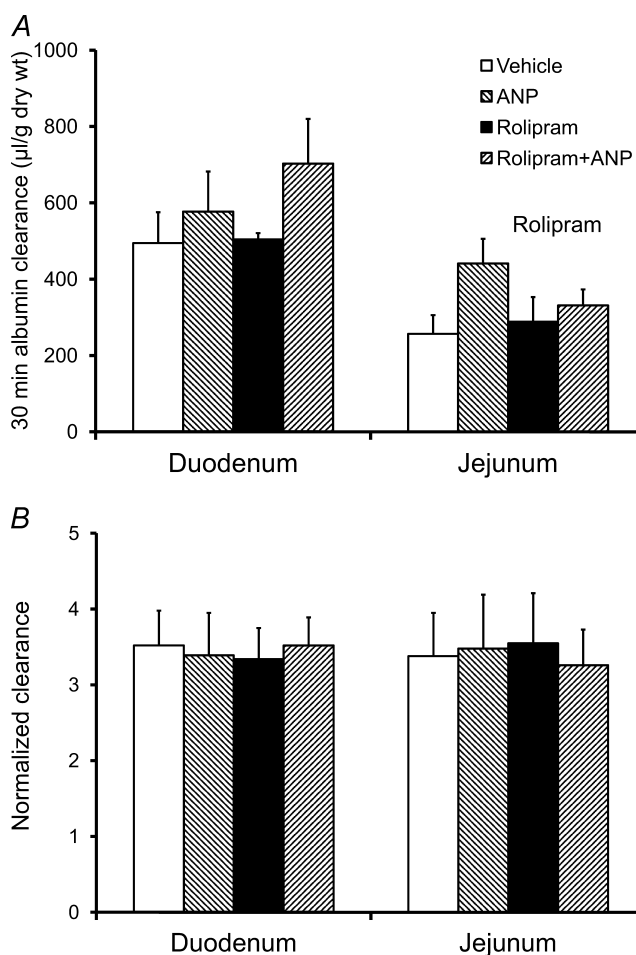 A
30 min albumin clearance (µl/g dry wt)
1000
800
600
400
200
0
Vehicle
ANP
Rolipram
Rolipram+ANP
Rolipram
Duodenum
Jejunum
B
Normalized clearance
5
4
3
2
1
0
Duodenum
Jejunum